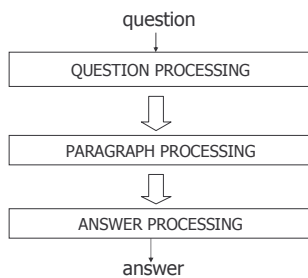 question
QUESTION PROCESSING
PARAGRAPH PROCESSING
ANSWER PROCESSING
answer